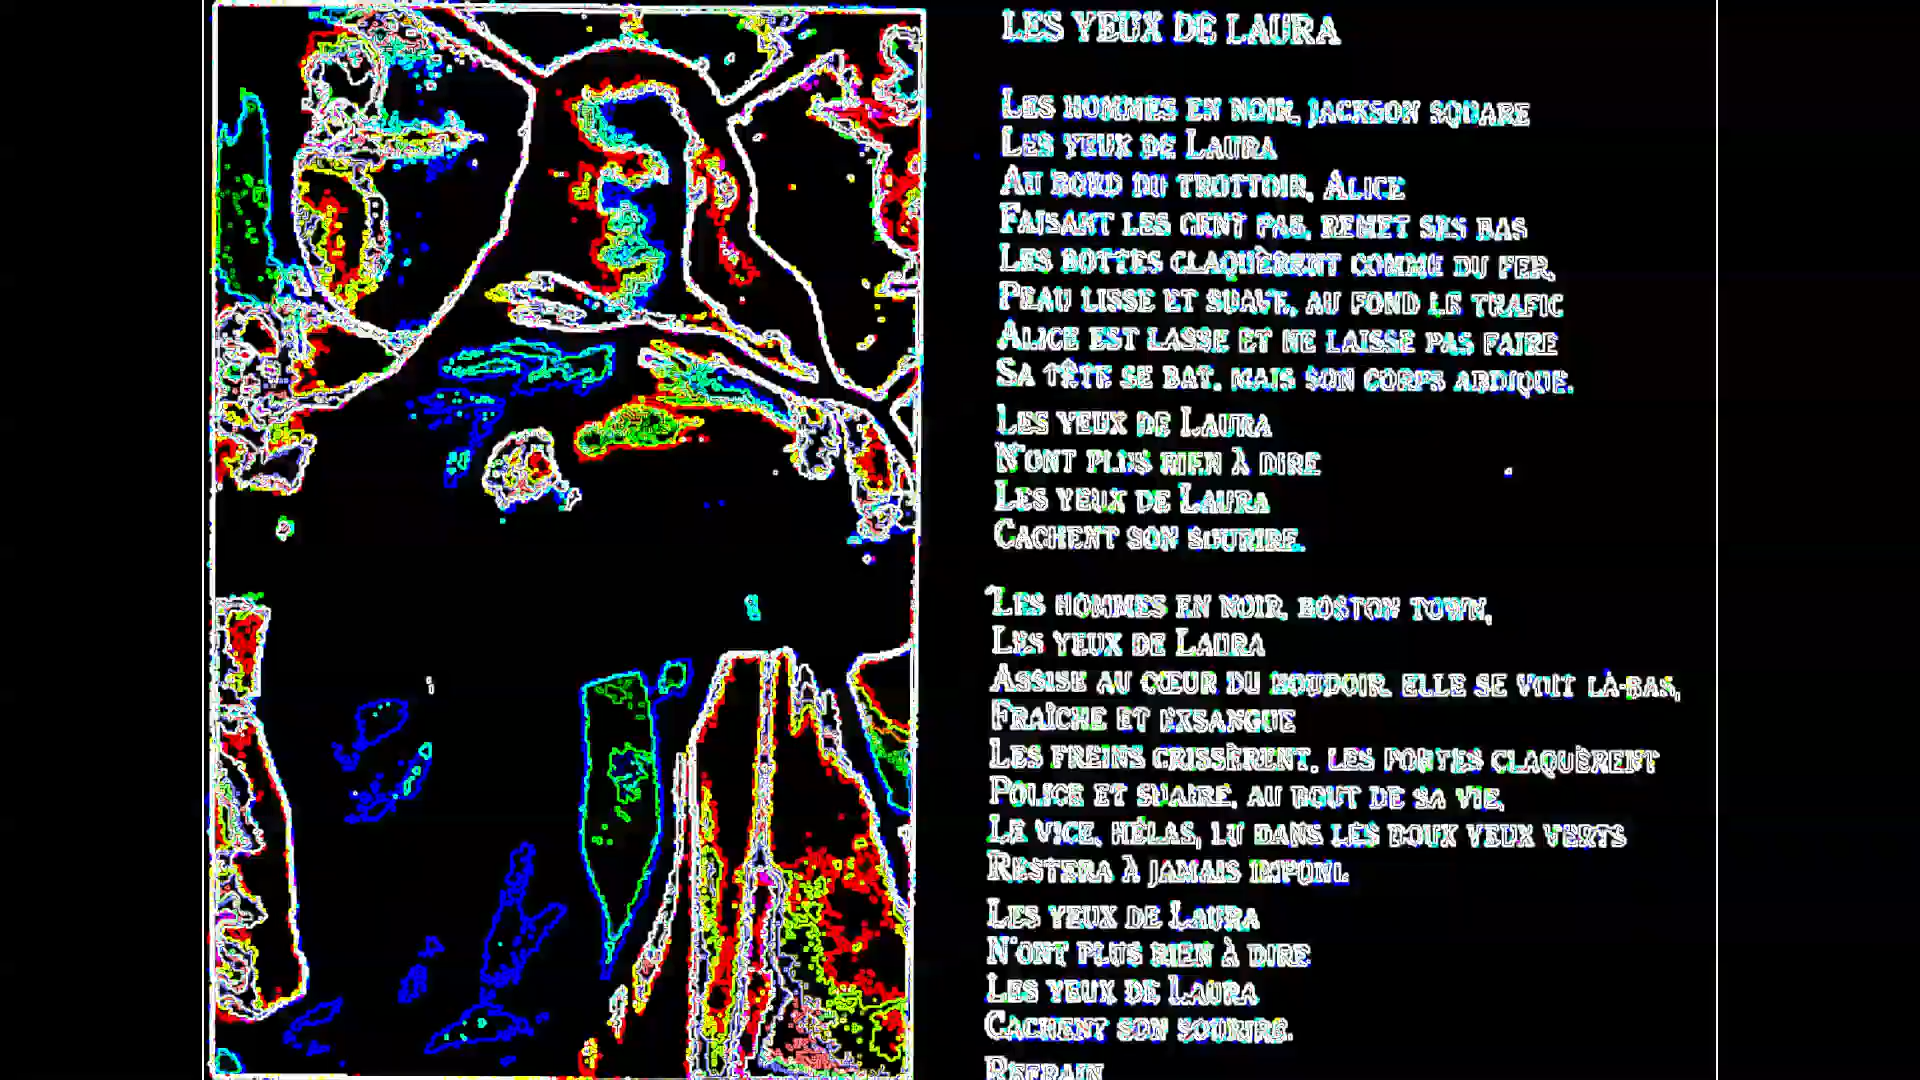 LES YEUX DE LAURA
LES HOMMES EN NOIR, JACKSON SQUARE
LES YEUX DE LAURA
AU BORD DU TROTTOIR, ALICE
FAISANT LES CENT PAS, REMET SES BAS
LES BOTTES CLAQUÈRENT COMME DU FER,
PEAU LISSE ET SUAVE, AU FOND LE TRAFIC
ALICE EST LASSE ET NE LAISSE PAS FAIRE
SA TÊTE SE BAT, MAIS SON CORPS ABDIQUE.
LES YEUX DE LAURA
N'ONT PLUS RIEN À DIRE
LES YEUX DE LAURA
CACHENT SON SOURIRE.
LES HOMMES EN NOIR, BOSTON TOWN,
LES YEUX DE LAURA
ASSISE AU CŒUR DU BOUDOIR, ELLE SE VOIT LÀ-BAS,
FRAÎCHE ET EXSANGUE
LES FREINS CRISSÈRENT, LES PORTES CLAQUÈRENT
POLICE ET SUAIRE, AU BOUT DE SA VIE,
LE VICE, HÉLAS, LU DANS LES DOUX YEUX VERTS
RESTERA À JAMAIS IMPUNI.
LES YEUX DE LAURA
N'ONT PLUS RIEN À DIRE
LES YEUX DE LAURA
CACHENT SON SOURIRE.
REFRAIN